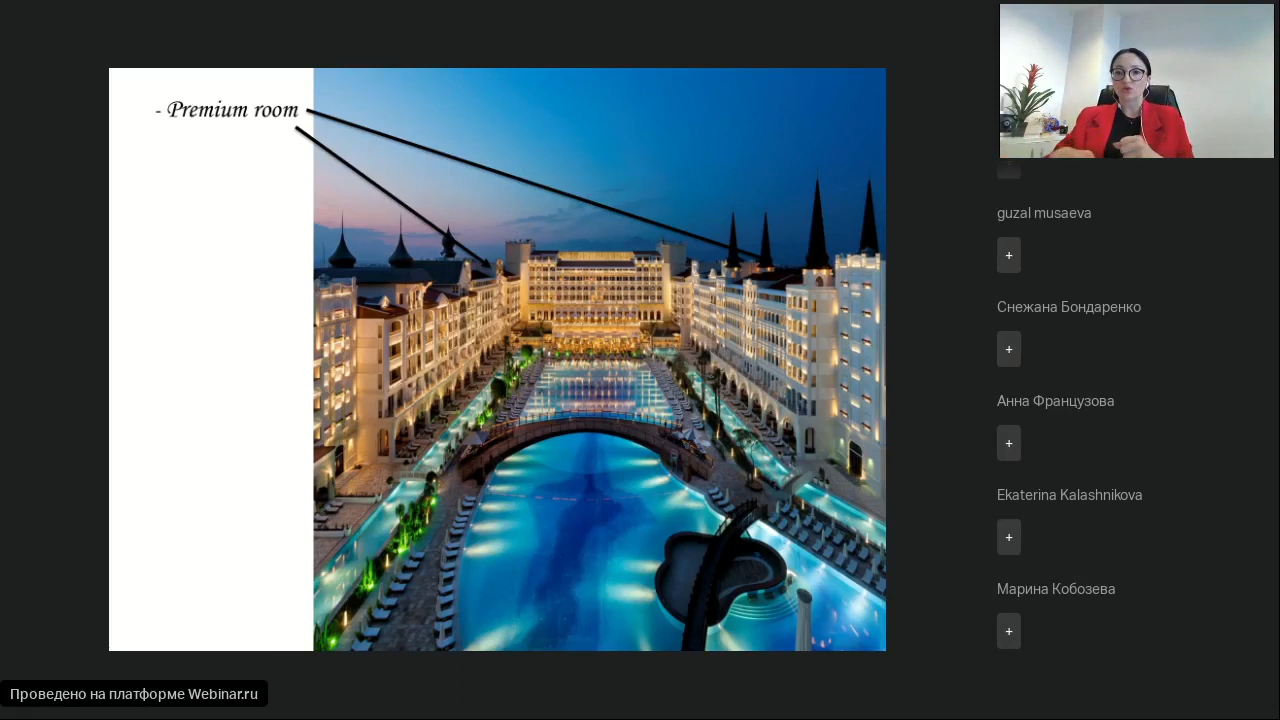 - Premium room
guzal musaeva
+
Снежана Бондаренко
+
Анна Французова
+
Ekaterina Kalashnikova
+
Марина Кобозева
+
Проведено на платформе Webinar.ru